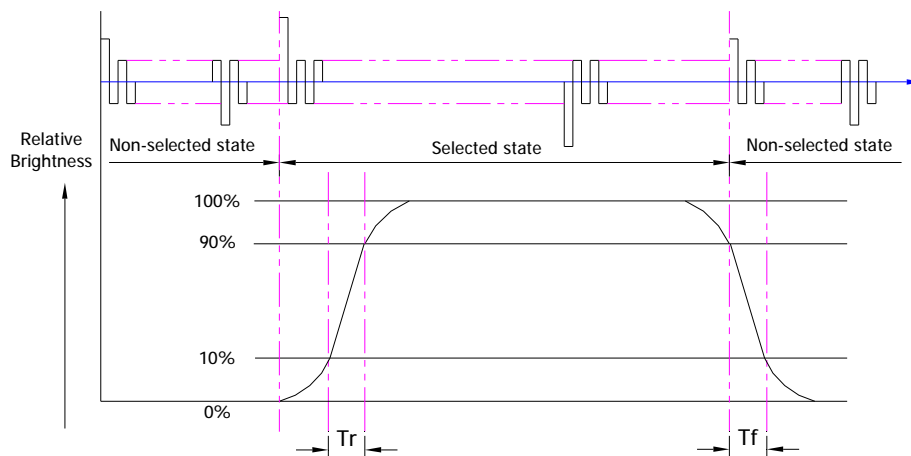 Relative
Brightness
Non-selected state
Selected state
Non-selected state
100%
90%
10%
0%
Tr
Tf